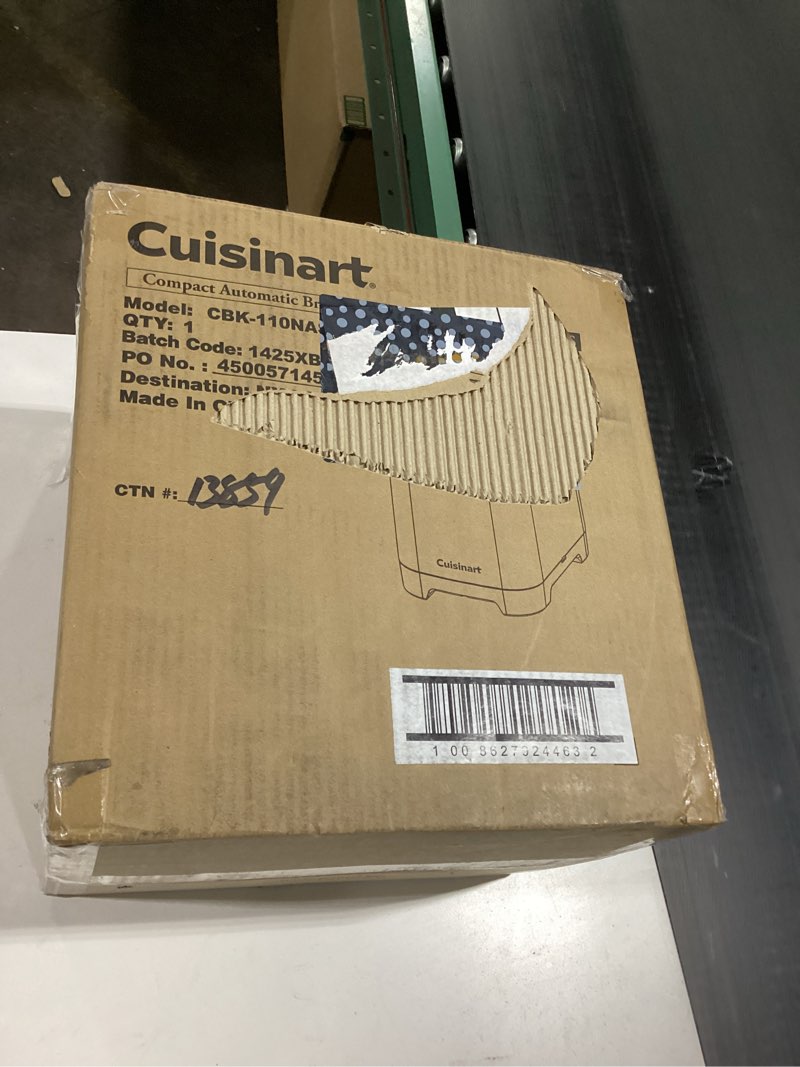 Cuisinart®
Compact Automatic
Model: CBK-110NA
QTY: 1
Batch Code: 1425XB
PO No. : 450057145
Destination:
Made In
CTN #: 13859
Cuisinart
1 00 86279244632